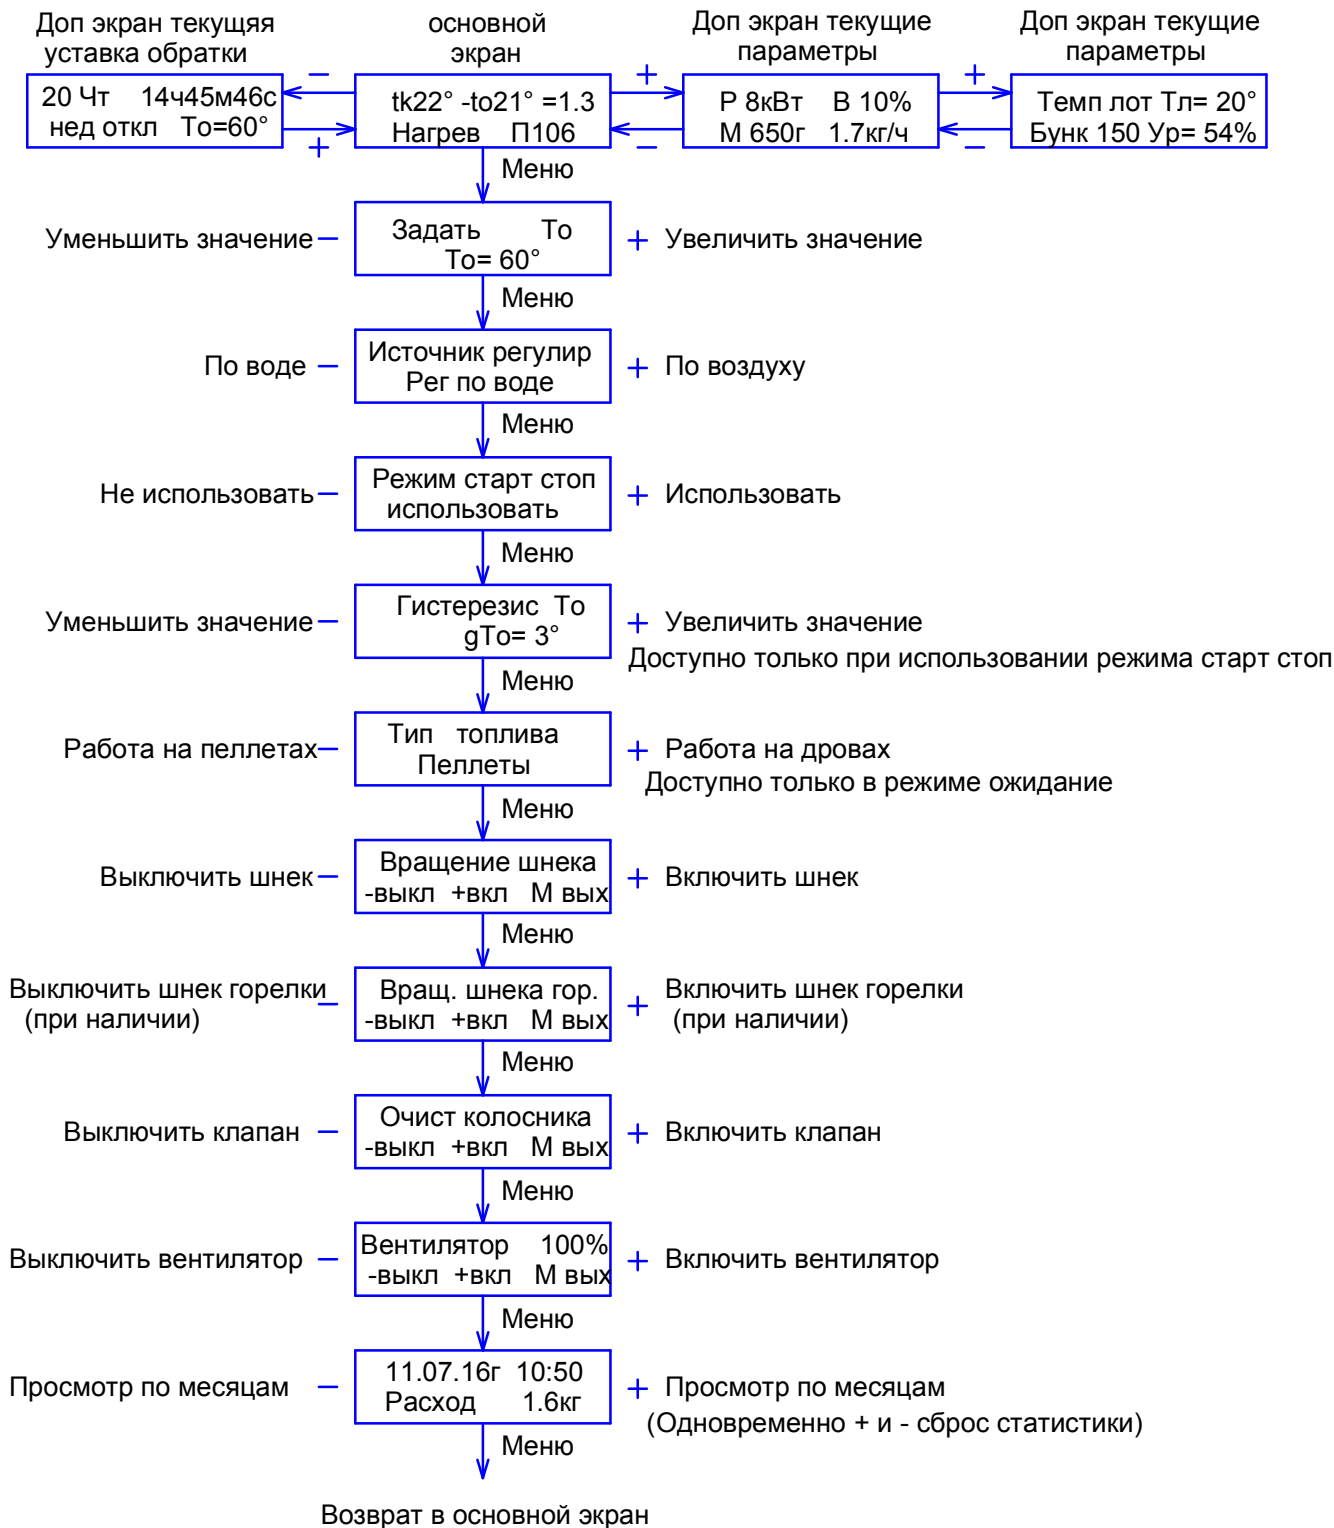 Доп экран текущяя
уставка обратки
основной
экран
Доп экран текущие
параметры
Доп экран текущие
параметры
20 Чт 14ч45м46с
нед откл То=60°
−
+
tk22° -to21° =1.3
Нагрев П106
+
−
Р 8кВт В 10%
М 650г 1.7кг/ч
+
−
Темп лот Тл= 20°
Бунк 150 Ур= 54%
Меню
Уменьшить значение −
Задать То
То= 60°
+ Увеличить значение
Меню
По воде −
Источник регулир
Рег по воде
+ По воздуху
Меню
Не использовать −
Режим старт стоп
использовать
+ Использовать
Меню
Уменьшить значение −
Гистерезис То
gТо= 3°
+ Увеличить значение
Доступно только при использовании режима старт стоп
Меню
Работа на пеллетах −
Тип топлива
Пеллеты
+ Работа на дровах
Доступно только в режиме ожидание
Меню
Выключить шнек −
Вращение шнека
-выкл +вкл М вых
+ Включить шнек
Меню
Выключить шнек горелки −
(при наличии)
Вращ. шнека гор.
-выкл +вкл М вых
+ Включить шнек горелки
(при наличии)
Меню
Выключить клапан −
Очист колосника
-выкл +вкл М вых
+ Включить клапан
Меню
Выключить вентилятор −
Вентилятор 100%
-выкл +вкл М вых
+ Включить вентилятор
Меню
Просмотр по месяцам −
11.07.16г 10:50
Расход 1.6кг
+ Просмотр по месяцам
(Одновременно + и - сброс статистики)
Меню
Возврат в основной экран